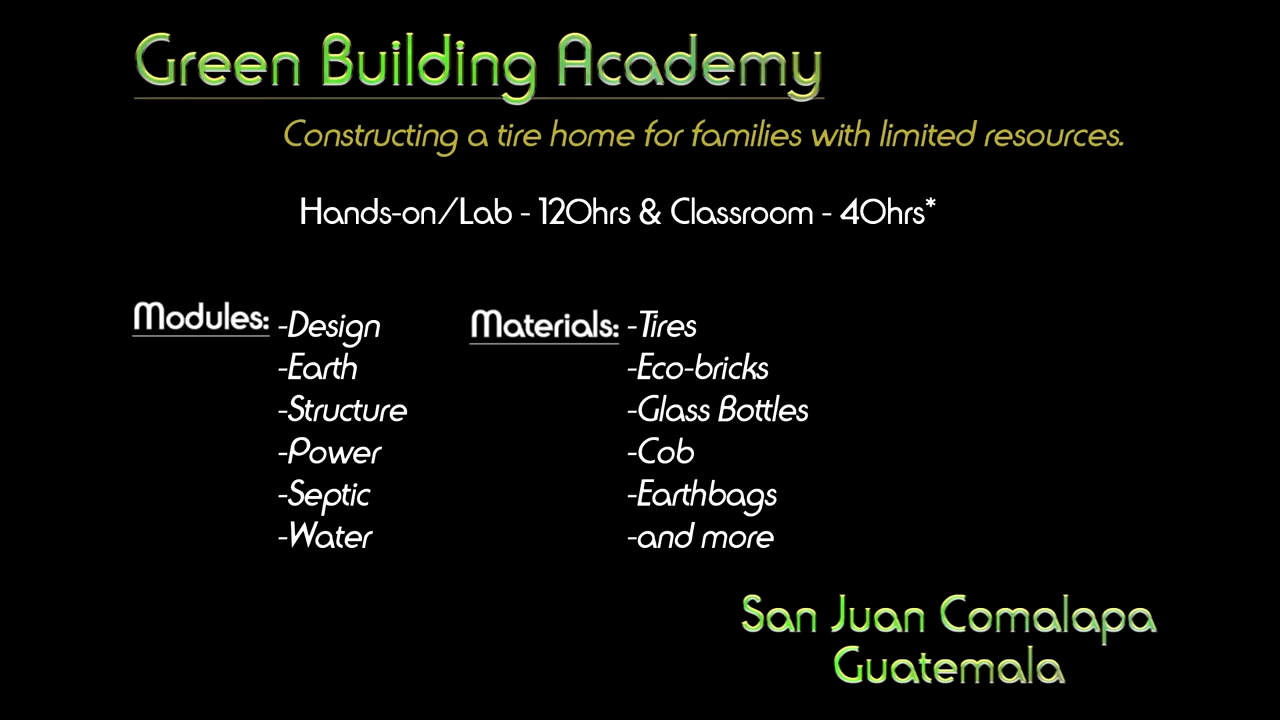 Green Building Academy
Constructing a tire home for families with limited resources.
Hands-on/Lab - 120hrs & Classroom - 40hrs*
Modules:
-Design
-Earth
-Structure
-Power
-Septic
-Water
Materials:
-Tires
-Eco-bricks
-Glass Bottles
-Cob
-Earthbags
-and more
San Juan Comalapa
Guatemala